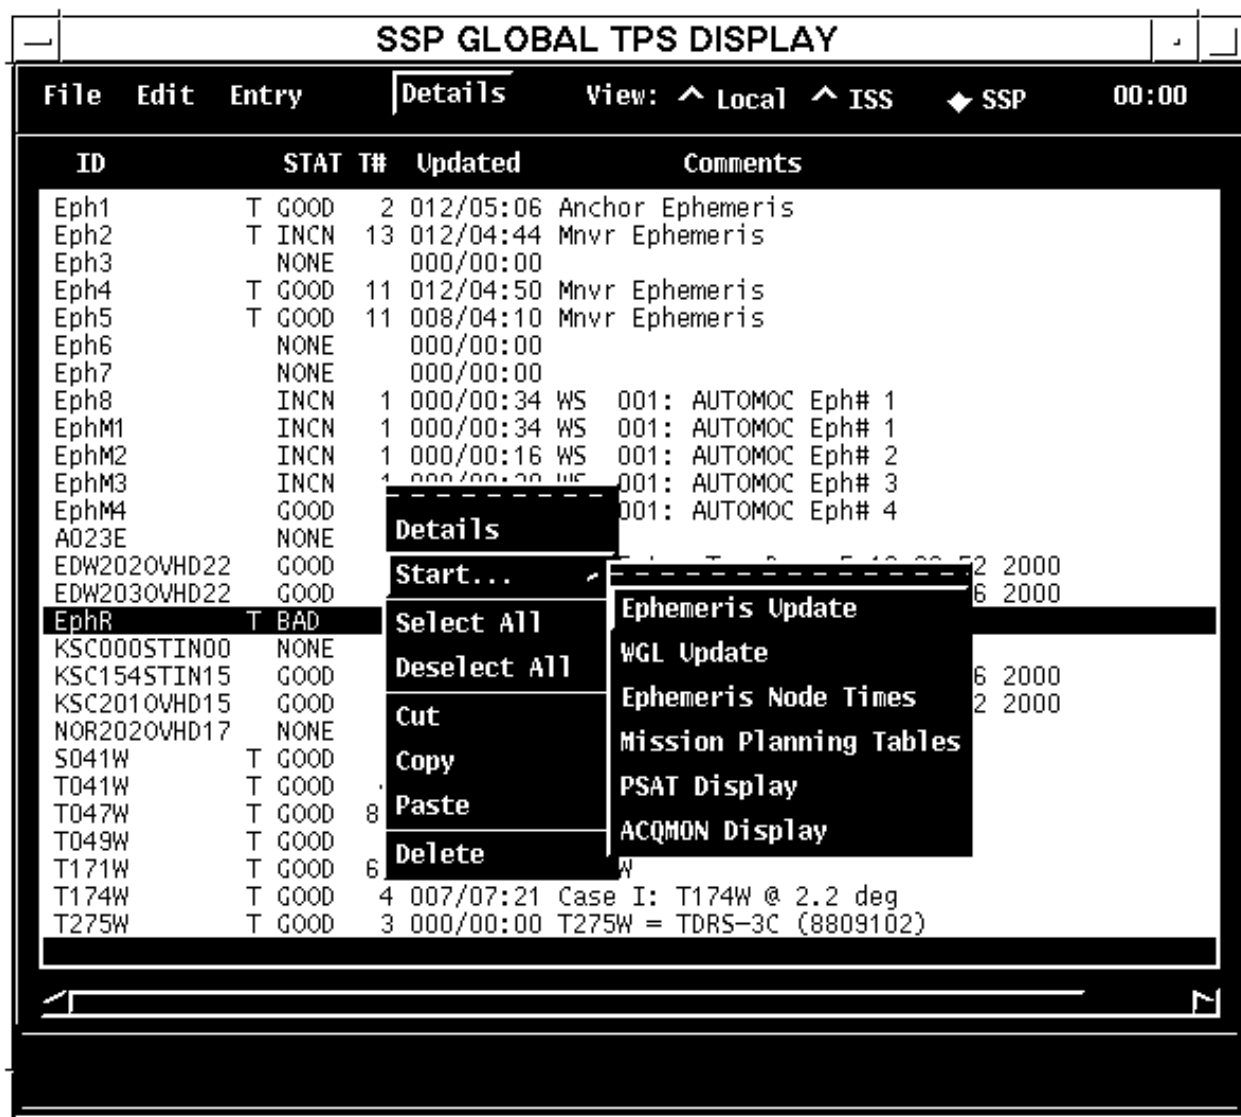 SSP GLOBAL TPS DISPLAY
File Edit Entry Details View: Local ISS SSP 00:00
ID STAT T# Updated Comments
Eph1 T GOOD 2 012/05:06 Anchor Ephemeris
Eph2 T INCN 13 012/04:44 Mnvr Ephemeris
Eph3 NONE 000/00:00
Eph4 T GOOD 11 012/04:50 Mnvr Ephemeris
Eph5 T GOOD 11 008/04:10 Mnvr Ephemeris
Eph6 NONE 000/00:00
Eph7 NONE 000/00:00
Eph8 INCN 1 000/00:34 WS 001: AUTOMOC Eph# 1
EphM1 INCN 1 000/00:34 WS 001: AUTOMOC Eph# 1
EphM2 INCN 1 000/00:16 WS 001: AUTOMOC Eph# 2
EphM3 INCN 001: AUTOMOC Eph# 3
EphM4 GOOD 001: AUTOMOC Eph# 4
A023E NONE
EDW2020VHD22 GOOD 2 2000
EDW2030VHD22 GOOD 6 2000
EphR T BAD
KSC000STIN00 NONE
KSC154STIN15 GOOD 6 2000
KSC2010VHD15 GOOD 2 2000
NOR2020VHD17 NONE
S041W T GOOD
T041W T GOOD
T047W T GOOD 8
T049W T GOOD
T171W T GOOD 6 W
T174W T GOOD 4 007/07:21 Case I: T174W @ 2.2 deg
T275W T GOOD 3 000/00:00 T275W = TDRS-3C (8809102)
Details
Start...
Select All
Deselect All
Cut
Copy
Paste
Delete
Ephemeris Update
WGL Update
Ephemeris Node Times
Mission Planning Tables
PSAT Display
ACQMON Display